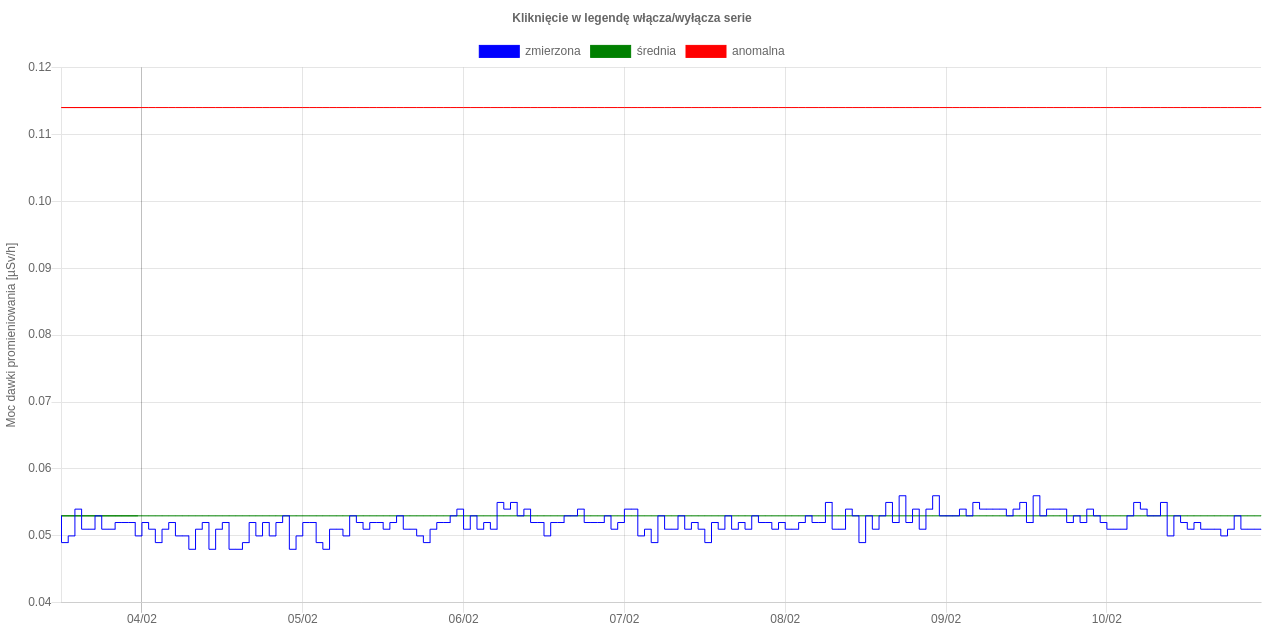 Kliknięcie w legendę włącza/wyłącza serie
zmierzona średnia anomalna
Moc dawki promieniowania [µSv/h]
0.12
0.11
0.10
0.09
0.08
0.07
0.06
0.05
0.04
04/02 05/02 06/02 07/02 08/02 09/02 10/02